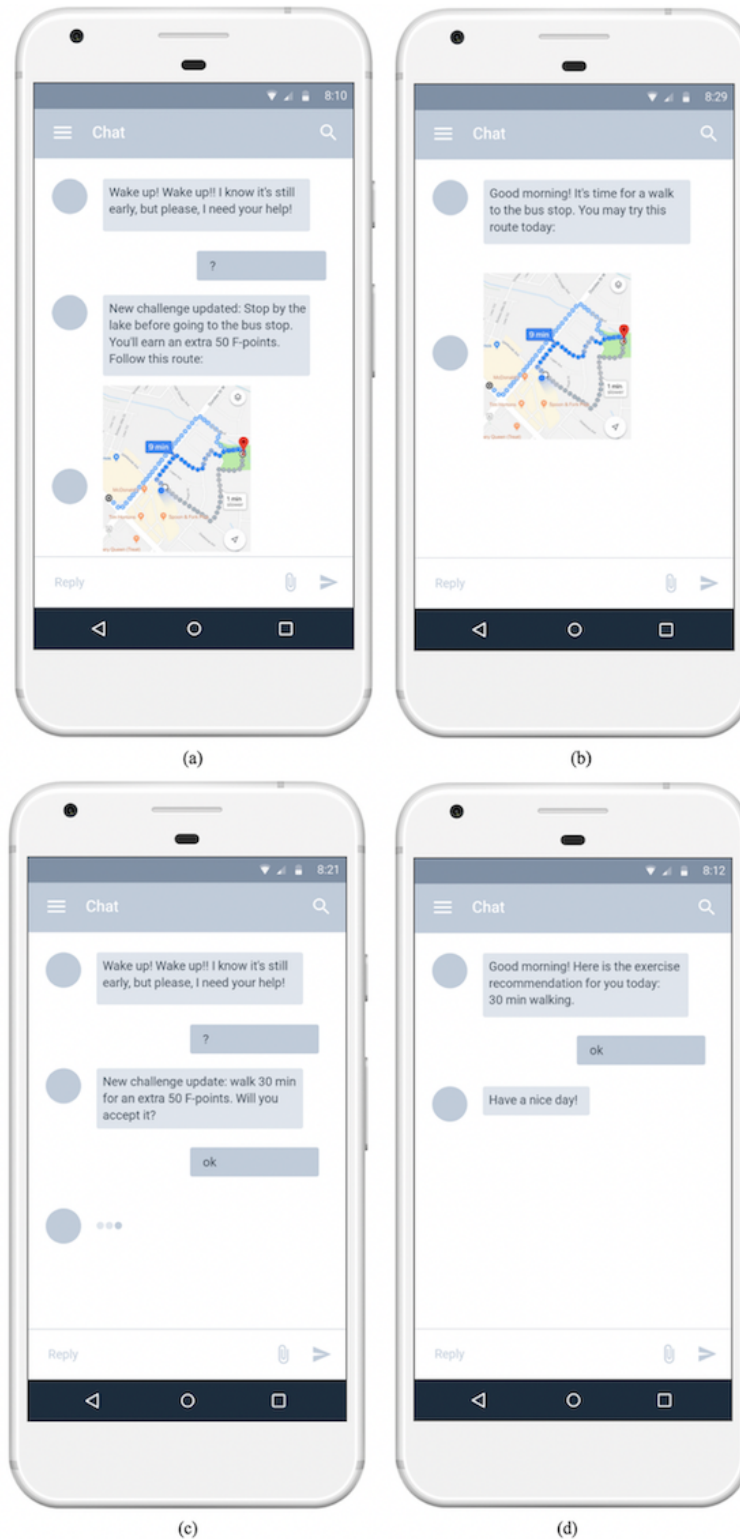 8:10
Chat
Wake up! Wake up!! I know it's still
early, but please, I need your help!
?
New challenge updated: Stop by the
lake before going to the bus stop.
You'll earn an extra 50 F-points.
Follow this route:
9 min
1 min
Reply
(a)
8:29
Chat
Good morning! It's time for a walk
to the bus stop. You may try this
route today:
9 min
1 min
Reply
(b)
8:21
Chat
Wake up! Wake up!! I know it's still
early, but please, I need your help!
?
New challenge update: walk 30 min
for an extra 50 F-points. Will you
accept it?
ok
Reply
(c)
8:12
Chat
Good morning! Here is the exercise
recommendation for you today:
30 min walking.
ok
Have a nice day!
Reply
(d)